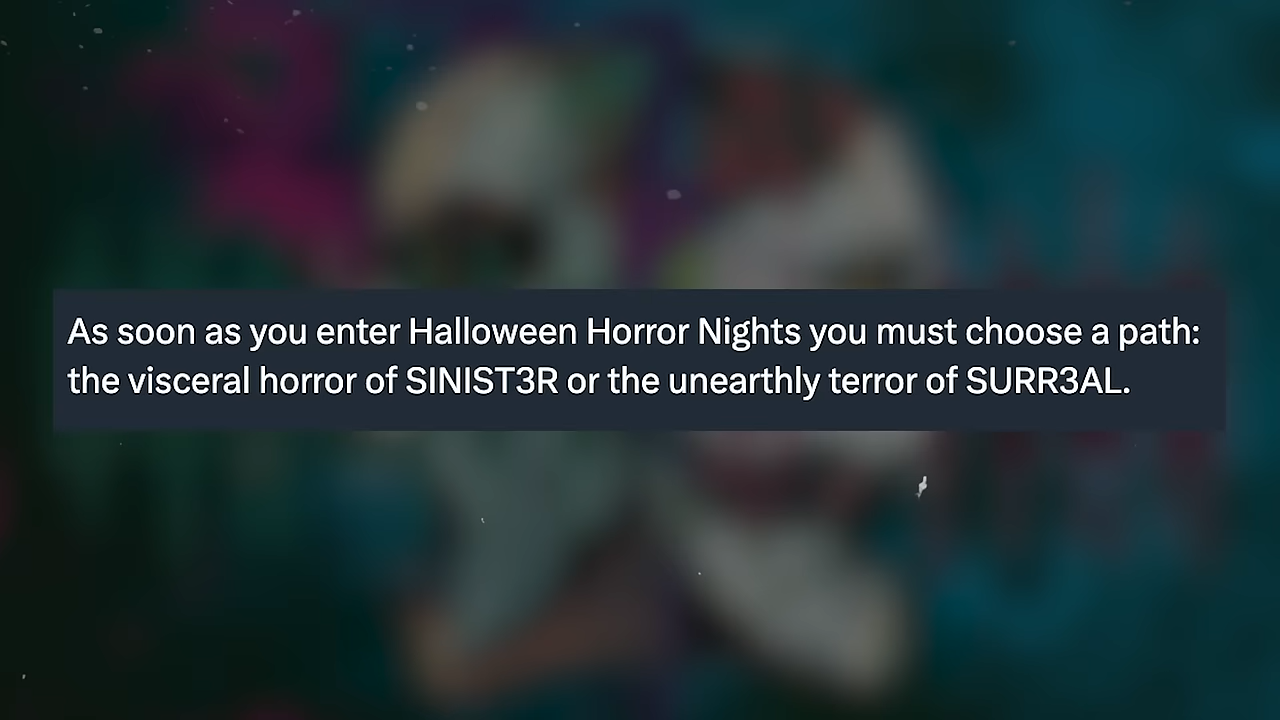 As soon as you enter Halloween Horror Nights you must choose a path:
the visceral horror of SINIST3R or the unearthly terror of SURR3AL.